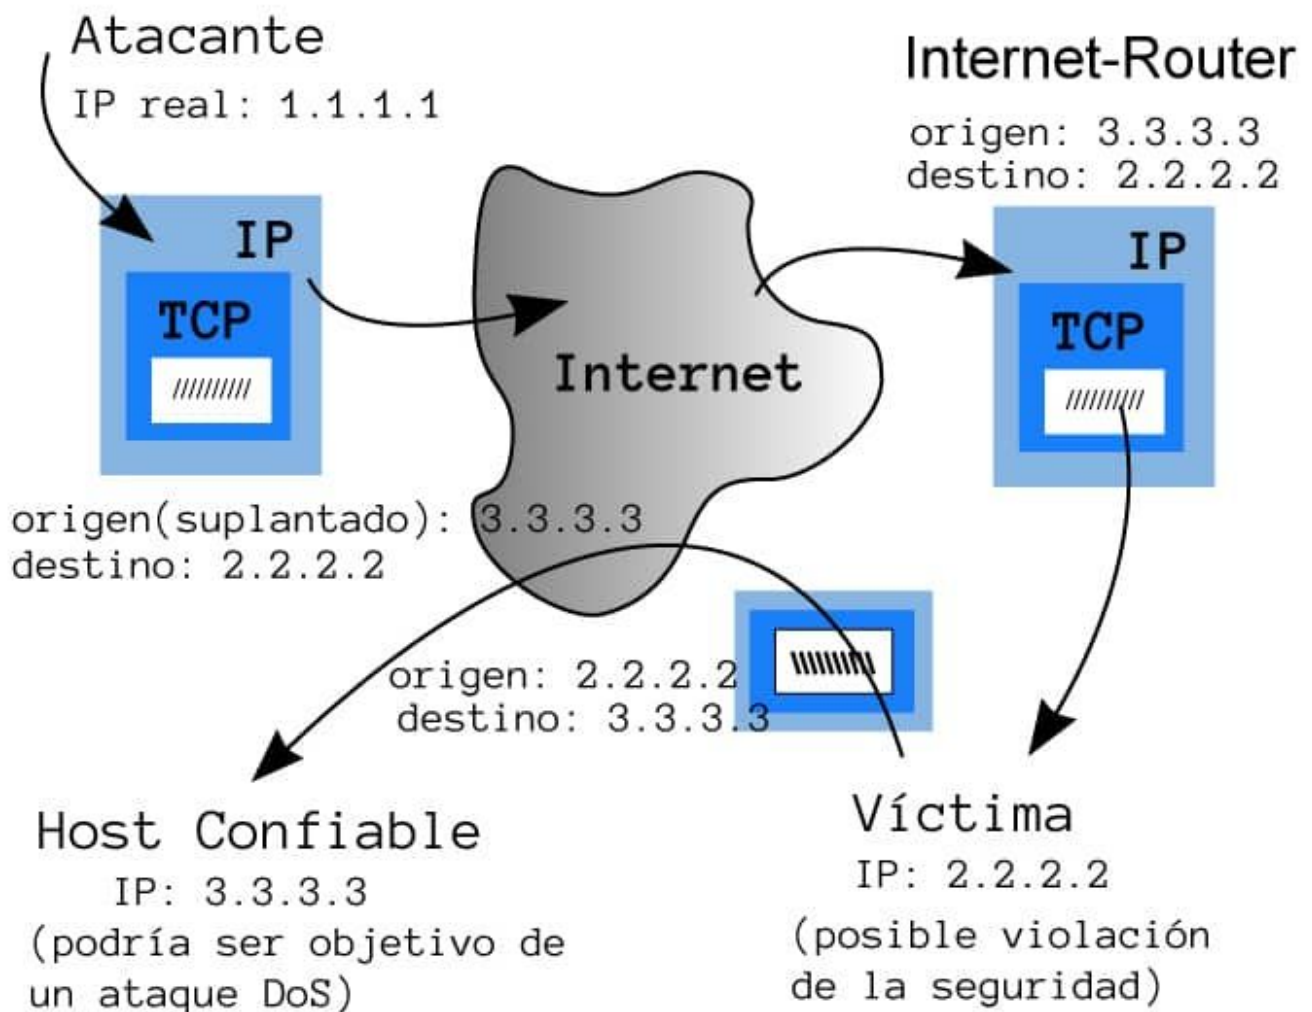 Atacante
IP real: 1.1.1.1
Internet-Router
origen: 3.3.3.3
destino: 2.2.2.2
IP
TCP
//////////
Internet
IP
TCP
//////////
origen(suplantado): 3.3.3.3
destino: 2.2.2.2
origen: 2.2.2.2
destino: 3.3.3.3
\\\\\\\\\\
Host Confiable
IP: 3.3.3.3
(podría ser objetivo de
un ataque DoS)
Víctima
IP: 2.2.2.2
(posible violación
de la seguridad)